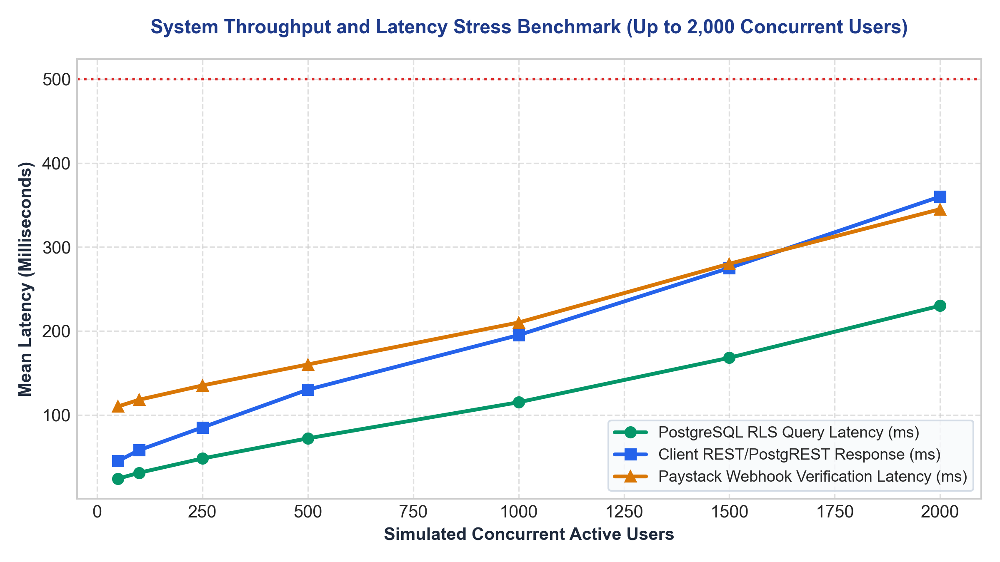 System Throughput and Latency Stress Benchmark (Up to 2,000 Concurrent Users)
Mean Latency (Milliseconds)
500
400
300
200
100
PostgreSQL RLS Query Latency (ms)
Client REST/PostgREST Response (ms)
Paystack Webhook Verification Latency (ms)
0 250 500 750 1000 1250 1500 1750 2000
Simulated Concurrent Active Users